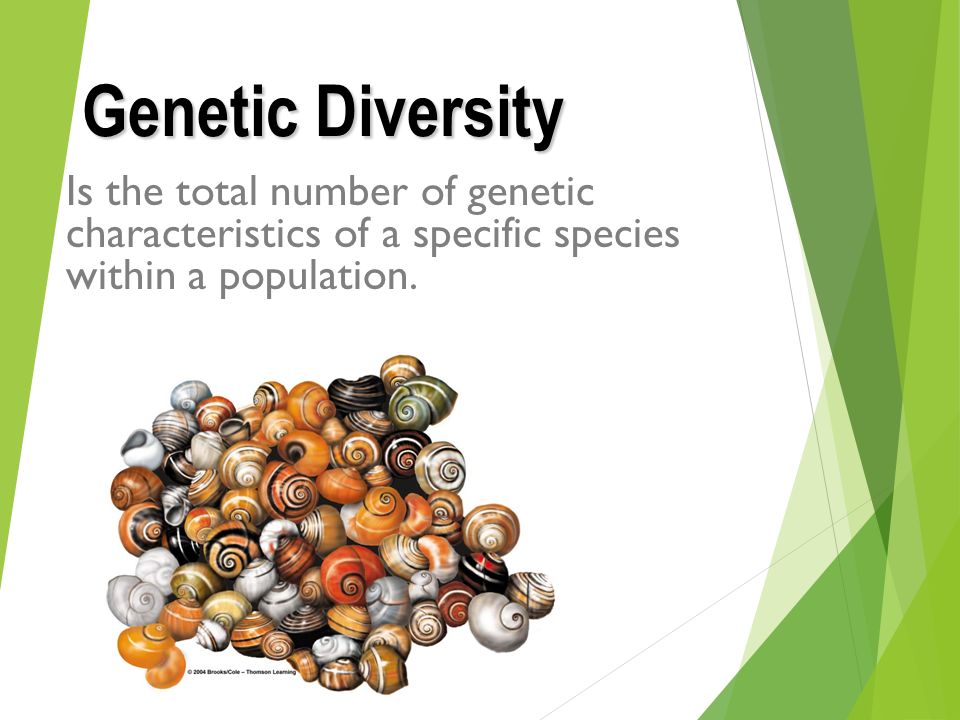 Genetic Diversity
Is the total number of genetic
characteristics of a specific species
within a population.
© 2004 Brooks/Cole – Thomson Learning